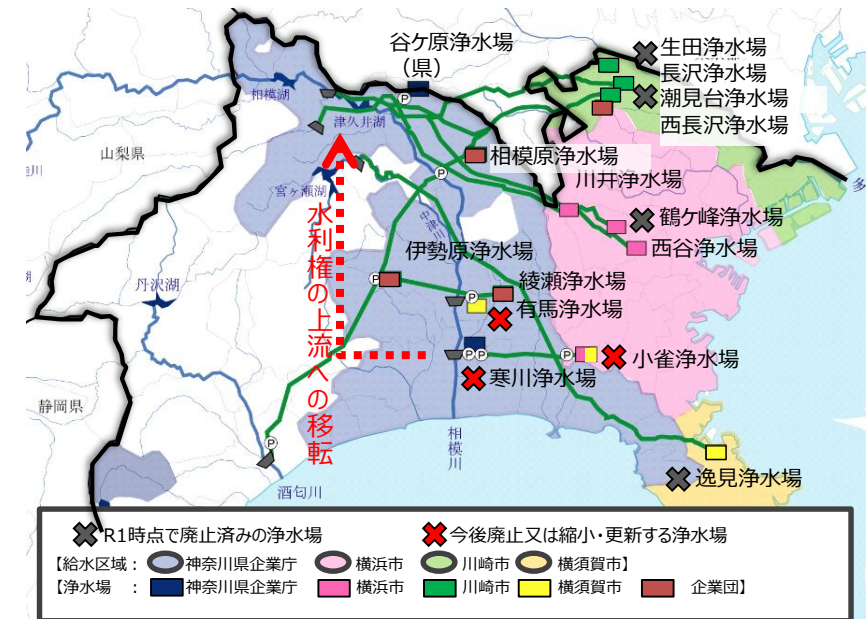 谷ケ原浄水場
（県）
生田浄水場
長沢浄水場
潮見台浄水場
西長沢浄水場
相模湖
津久井湖
山梨県
相模原浄水場
川井浄水場
多
宮ヶ瀬湖
中津川
鶴ケ峰浄水場
西谷浄水場
水利権の上流への移転
伊勢原浄水場
綾瀬浄水場
有馬浄水場
丹沢湖
小雀浄水場
寒川浄水場
静岡県
相模川
酒匂川
逸見浄水場
P
P
P
P
P
P
P
P
R1時点で廃止済みの浄水場
今後廃止又は縮小・更新する浄水場
【給水区域：神奈川県企業庁 横浜市 川崎市 横須賀市】
【浄水場 ：神奈川県企業庁 横浜市 川崎市 横須賀市 企業団】